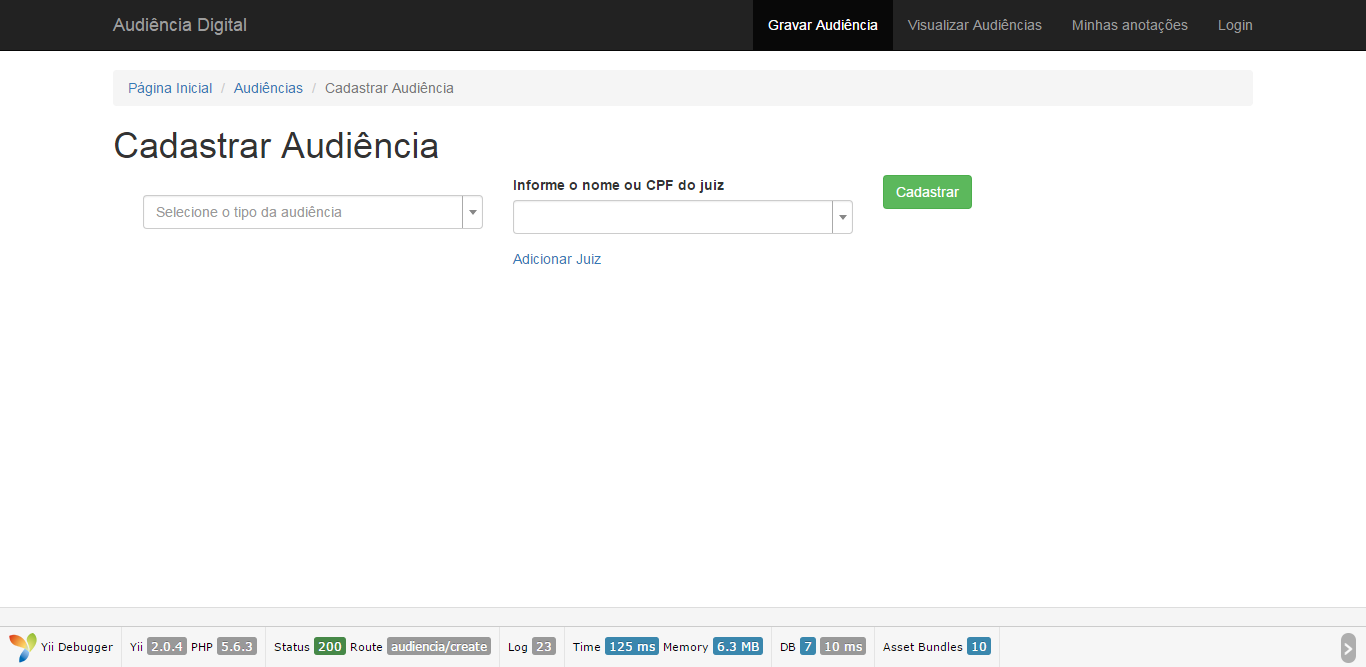 Audiência Digital Gravar Audiência Visualizar Audiências Minhas anotações Login
Página Inicial / Audiências / Cadastrar Audiência
Cadastrar Audiência
Informe o nome ou CPF do juiz Cadastrar
Selecione o tipo da audiência
Adicionar Juiz
Yii Debugger Yii 2.0.4 PHP 5.6.3 Status 200 Route audiencia/create Log 23 Time 125 ms Memory 6.3 MB DB 7 10 ms Asset Bundles 10